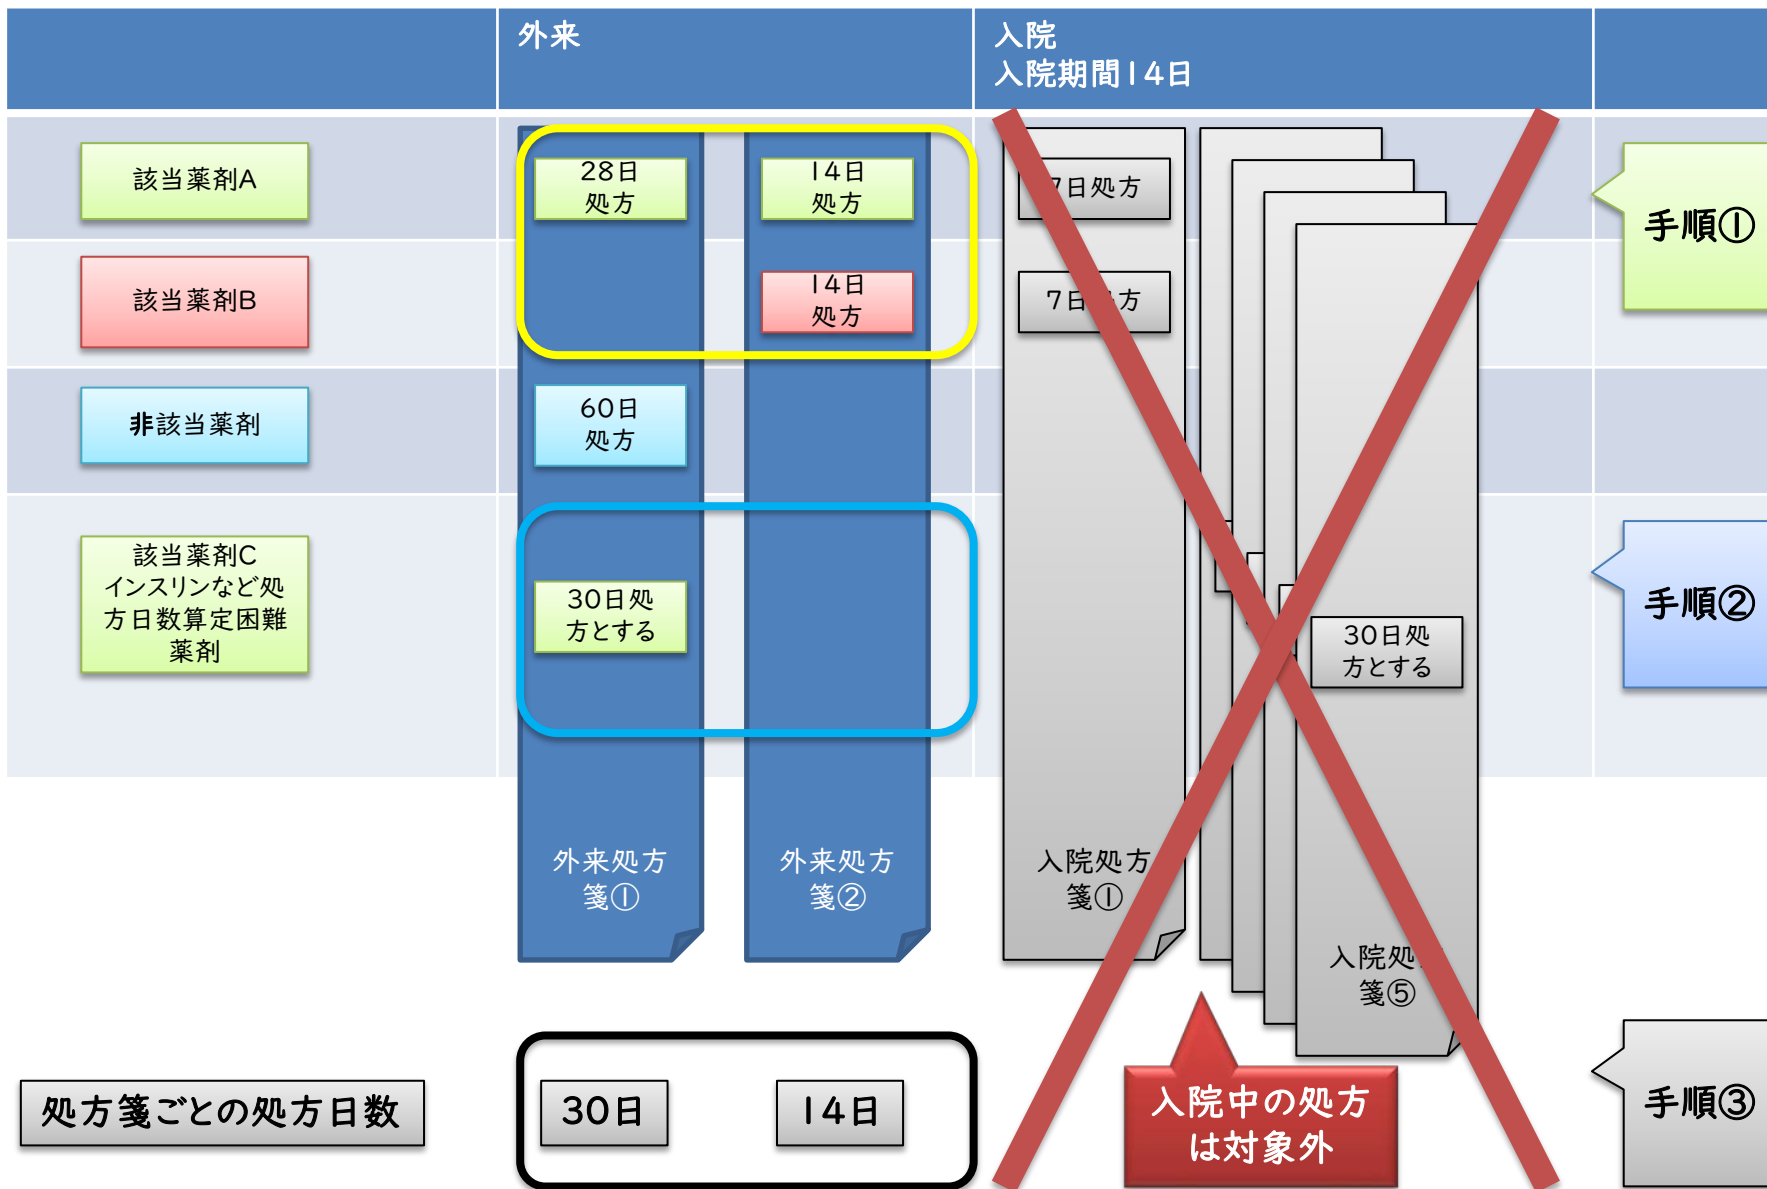 外来
入院
入院期間14日
該当薬剤A
28日
処方
14日
処方
7日処方
手順①
該当薬剤B
14日
処方
7日処方
非該当薬剤
60日
処方
該当薬剤C
インスリンなど処
方日数算定困難
薬剤
30日処
方とする
30日処
方とする
手順②
外来処方
箋①
外来処方
箋②
入院処方
箋①
入院処
箋⑤
処方箋ごとの処方日数
30日
14日
入院中の処方
は対象外
手順③